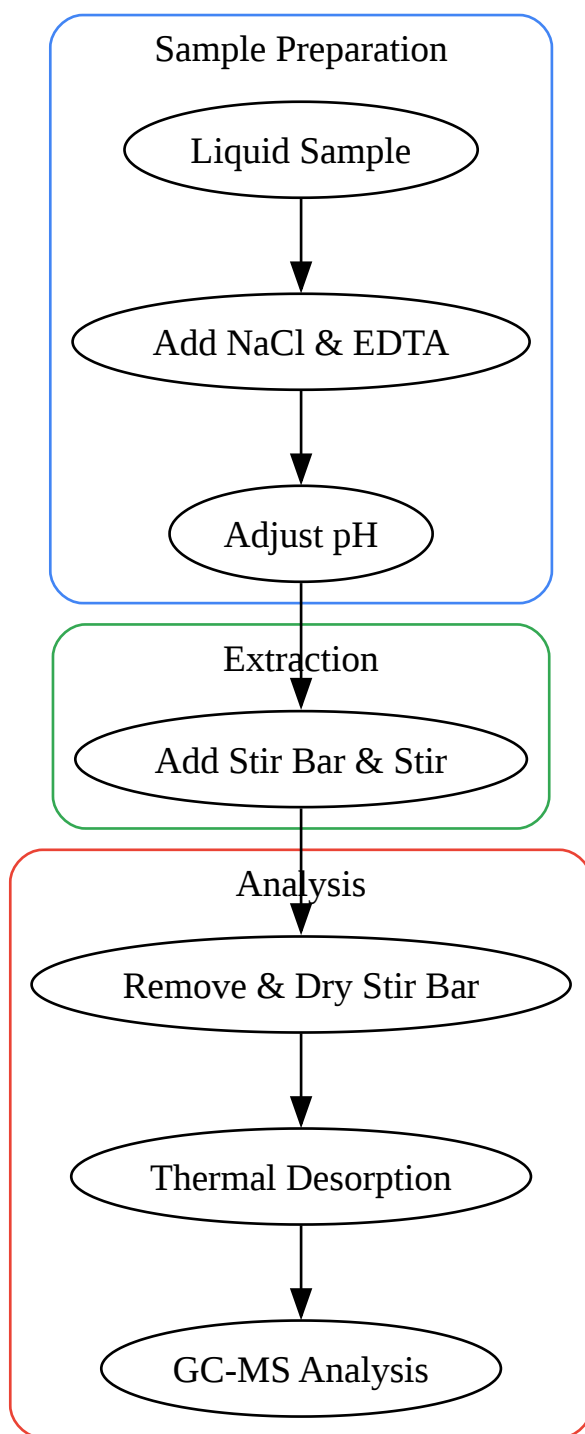 Sample Preparation
Liquid Sample
Add NaCl & EDTA
Adjust pH
Extraction
Add Stir Bar & Stir
Analysis
Remove & Dry Stir Bar
Thermal Desorption
GC-MS Analysis